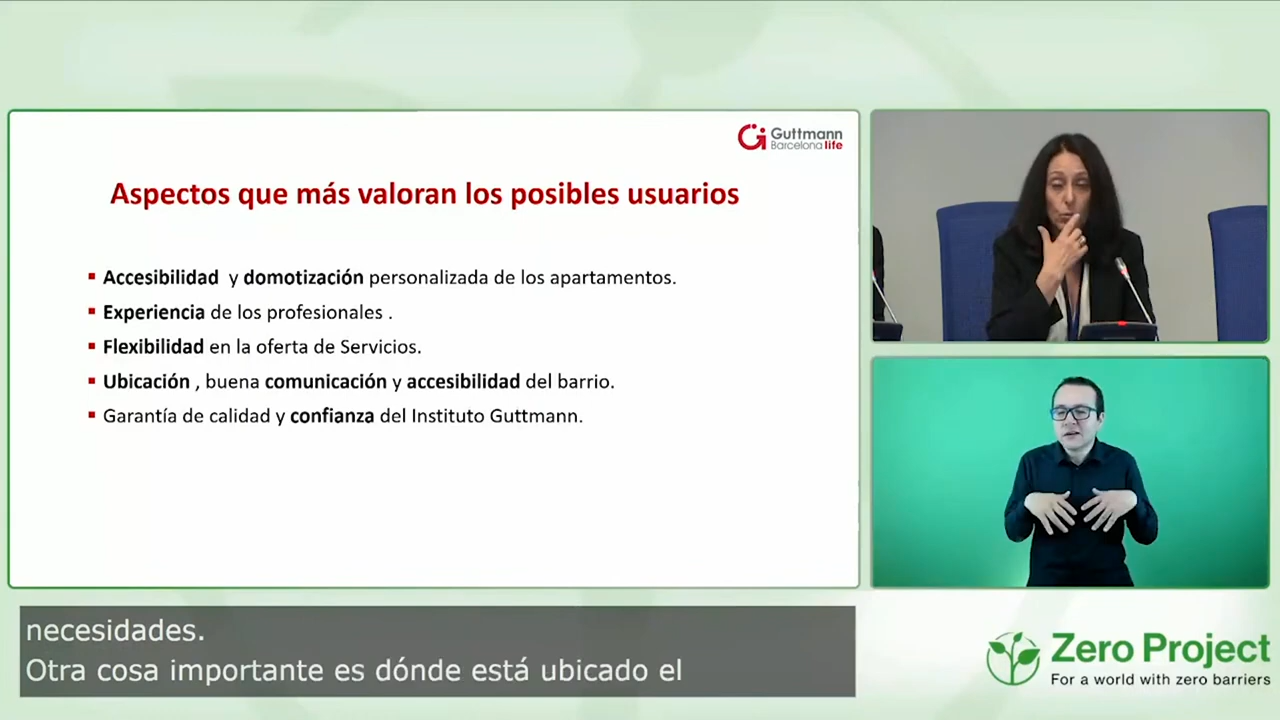 Guttmann
Barcelona life
Aspectos que más valoran los posibles usuarios
▪ Accesibilidad y domotización personalizada de los apartamentos.
▪ Experiencia de los profesionales .
▪ Flexibilidad en la oferta de Servicios.
▪ Ubicación , buena comunicación y accesibilidad del barrio.
▪ Garantía de calidad y confianza del Instituto Guttmann.
necesidades.
Otra cosa importante es dónde está ubicado el
Zero Project
For a world with zero barriers